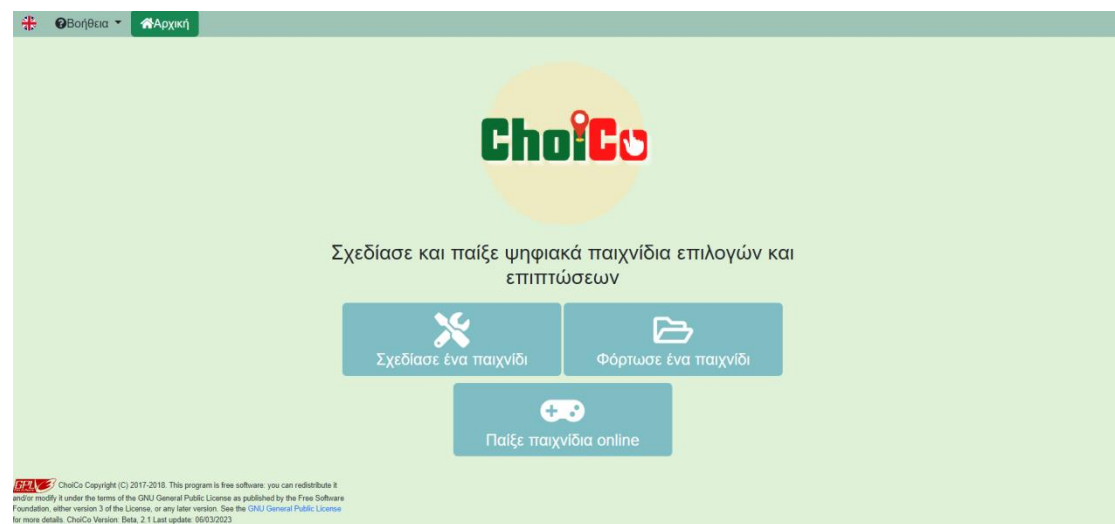 Βοήθεια Αρχική
ChoiCo
Σχεδίασε και παίξε ψηφιακά παιχνίδια επιλογών και
επιπτώσεων
Σχεδίασε ένα παιχνίδι Φόρτωσε ένα παιχνίδι
Παίξε παιχνίδια online
GPLv3 ChoiCo Copyright (C) 2017-2018. This program is free software: you can redistribute it
and/or modify it under the terms of the GNU General Public License as published by the Free Software
Foundation, either version 3 of the License, or any later version. See the GNU General Public License
for more details. ChoiCo Version: Beta, 2.1 Last update: 06/03/2023